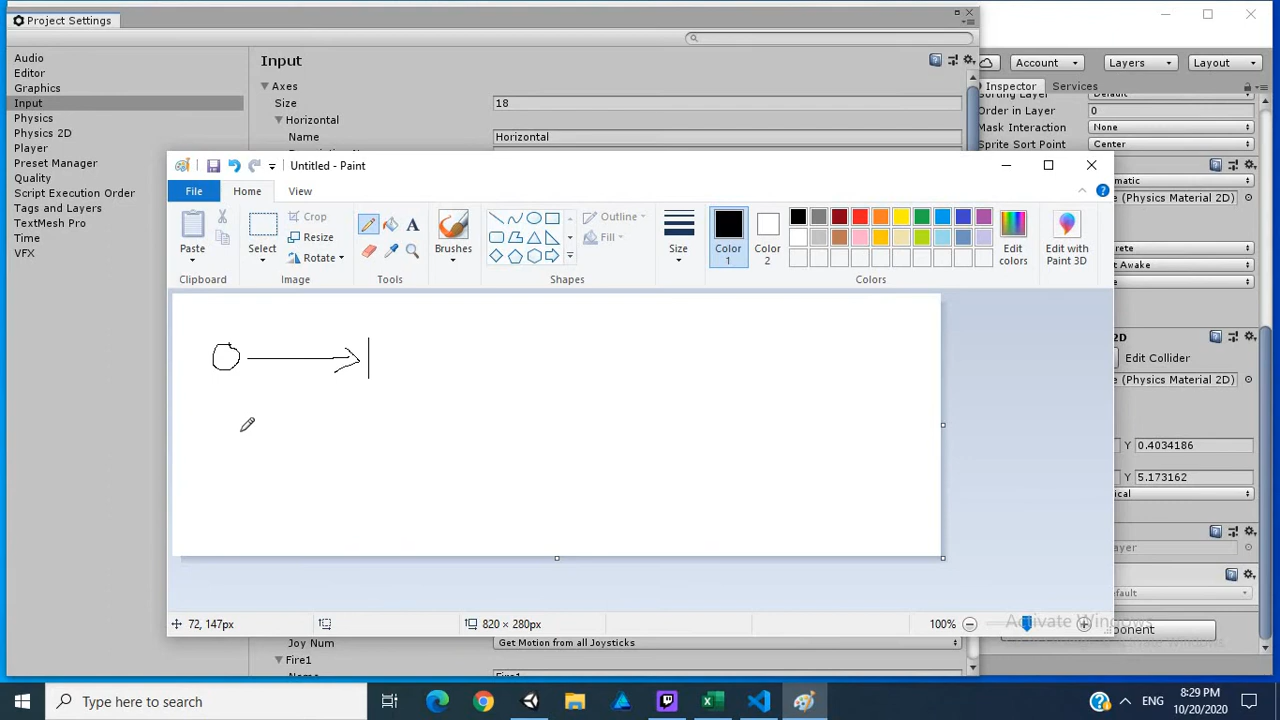 Project Settings
Audio
Editor
Graphics
Input
Physics
Physics 2D
Player
Preset Manager
Quality
Script Execution Order
Tags and Layers
TextMesh Pro
Time
VFX
Input
Axes
Size 18
Horizontal
Name Horizontal
Account Layers Layout
Inspector Services
Sorting Layer Default
Order in Layer 0
Mask Interaction None
Sprite Sort Point Center
Untitled - Paint
File Home View
Paste
Clipboard
Select
Crop
Resize
Rotate
Image
A
Tools
Brushes
Outline
Fill
Shapes
Size
Color 1
Color 2
Edit colors
Colors
Edit with Paint 3D
(Physics Material 2D)
Awake
2D
Edit Collider
(Physics Material 2D)
Y 0.4034186
Y 5.173162
ical
ayer
efault
72, 147px
820 × 280px
100%
Activate Windows
ponent
Joy Num Get Motion from all Joysticks
Fire1
Name Fire1
Type here to search
ENG
8:29 PM
10/20/2020